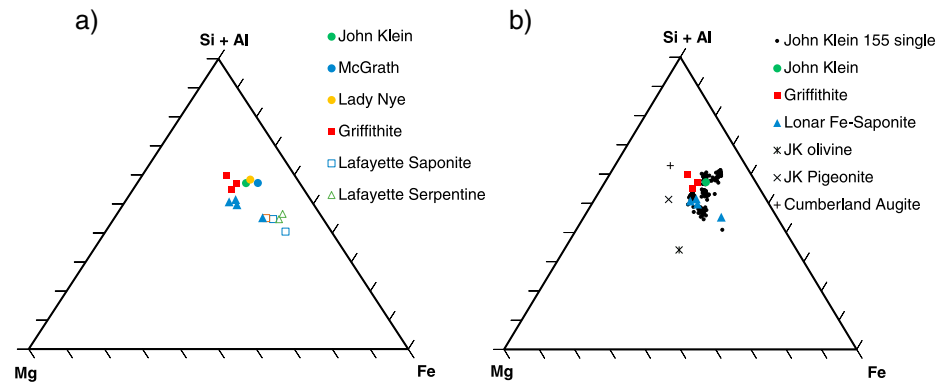 a)
Si + Al
John Klein
McGrath
Lady Nye
Griffithite
Lafayette Saponite
Lafayette Serpentine
Mg
Fe
b)
Si + Al
John Klein 155 single
John Klein
Griffithite
Lonar Fe-Saponite
JK olivine
JK Pigeonite
Cumberland Augite
Mg
Fe